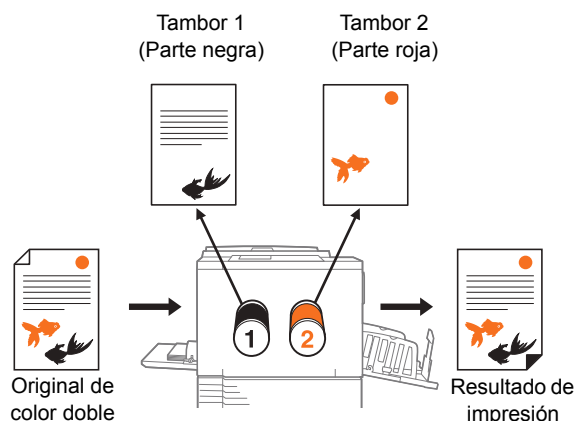 Tambor 1
(Parte negra)
Tambor 2
(Parte roja)
1
2
Original de
color doble
Resultado de
impresión